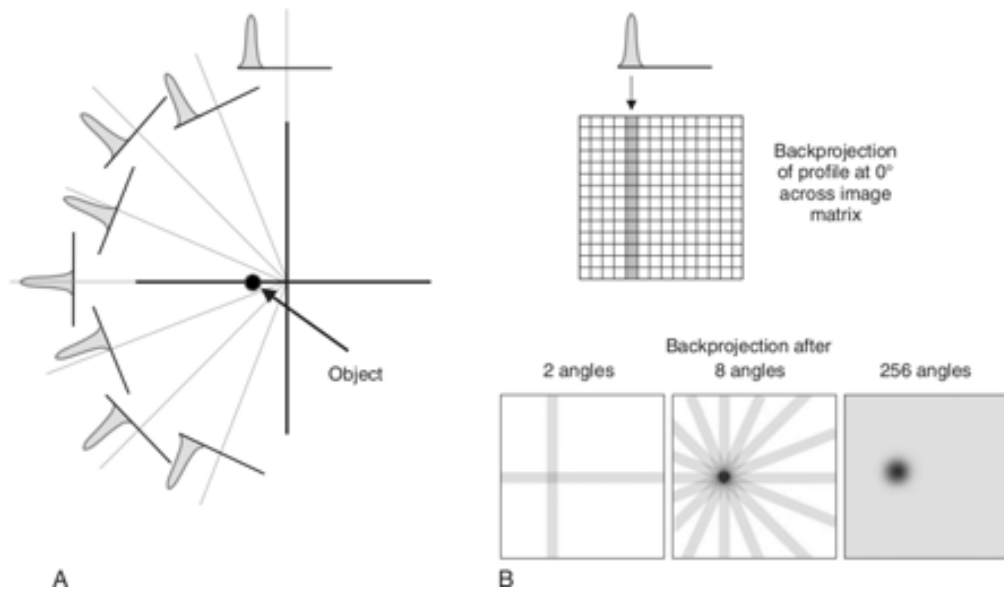 Object
A
Backprojection
of profile at 0°
across image
matrix
Backprojection after
2 angles
8 angles
256 angles
B